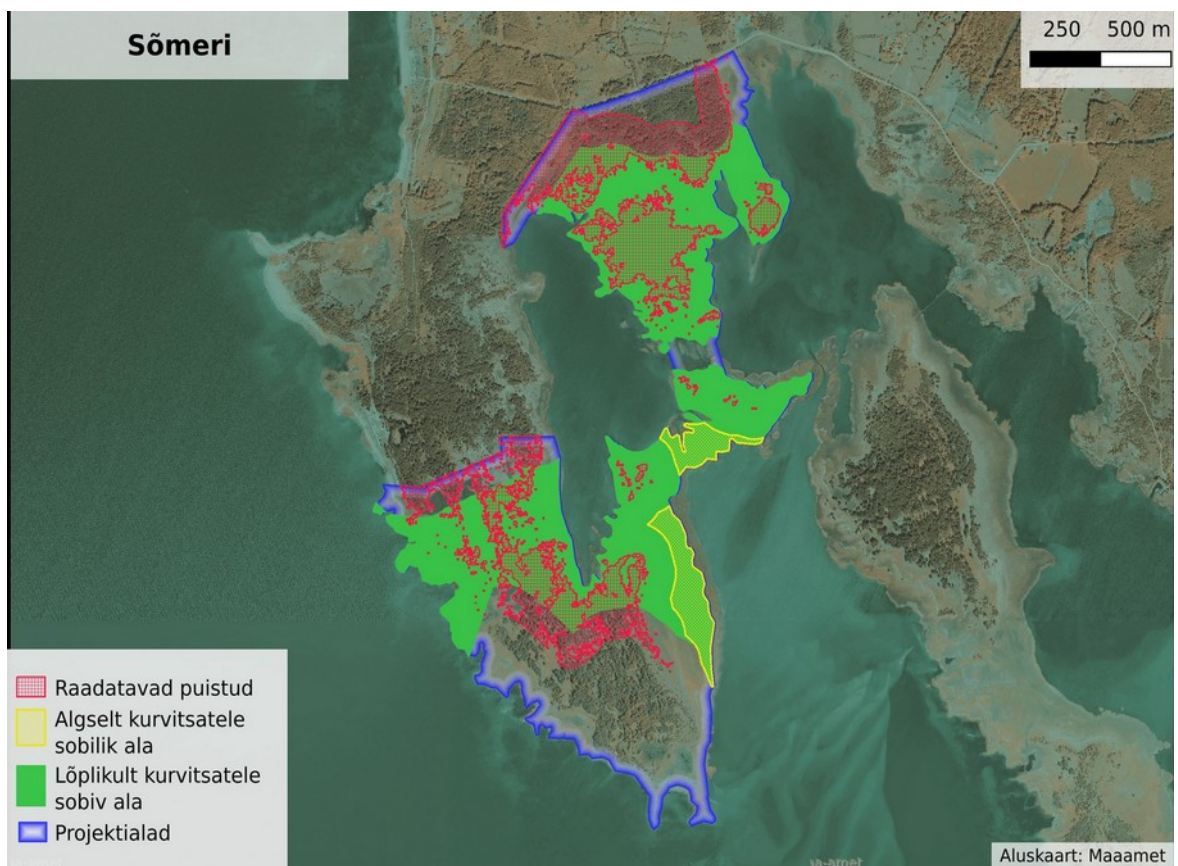 Sõmeri
250 500 m
Raadatavad puistud
Algselt kurvitsatele
sobilik ala
Lõplikult kurvitsatele
sobiv ala
Projektialad
Aluskaart: Maaamet